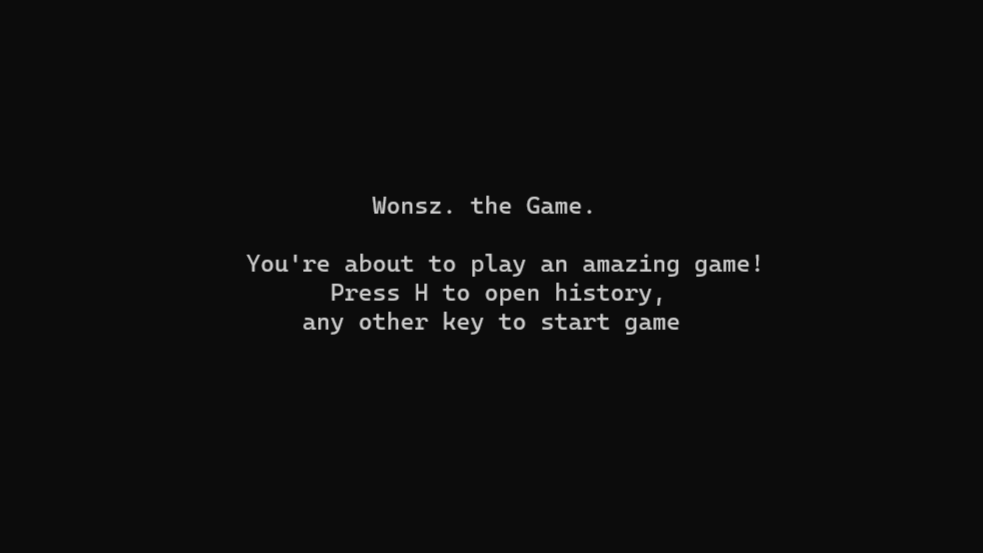 Wonsz. the Game.
You're about to play an amazing game!
Press H to open history,
any other key to start game